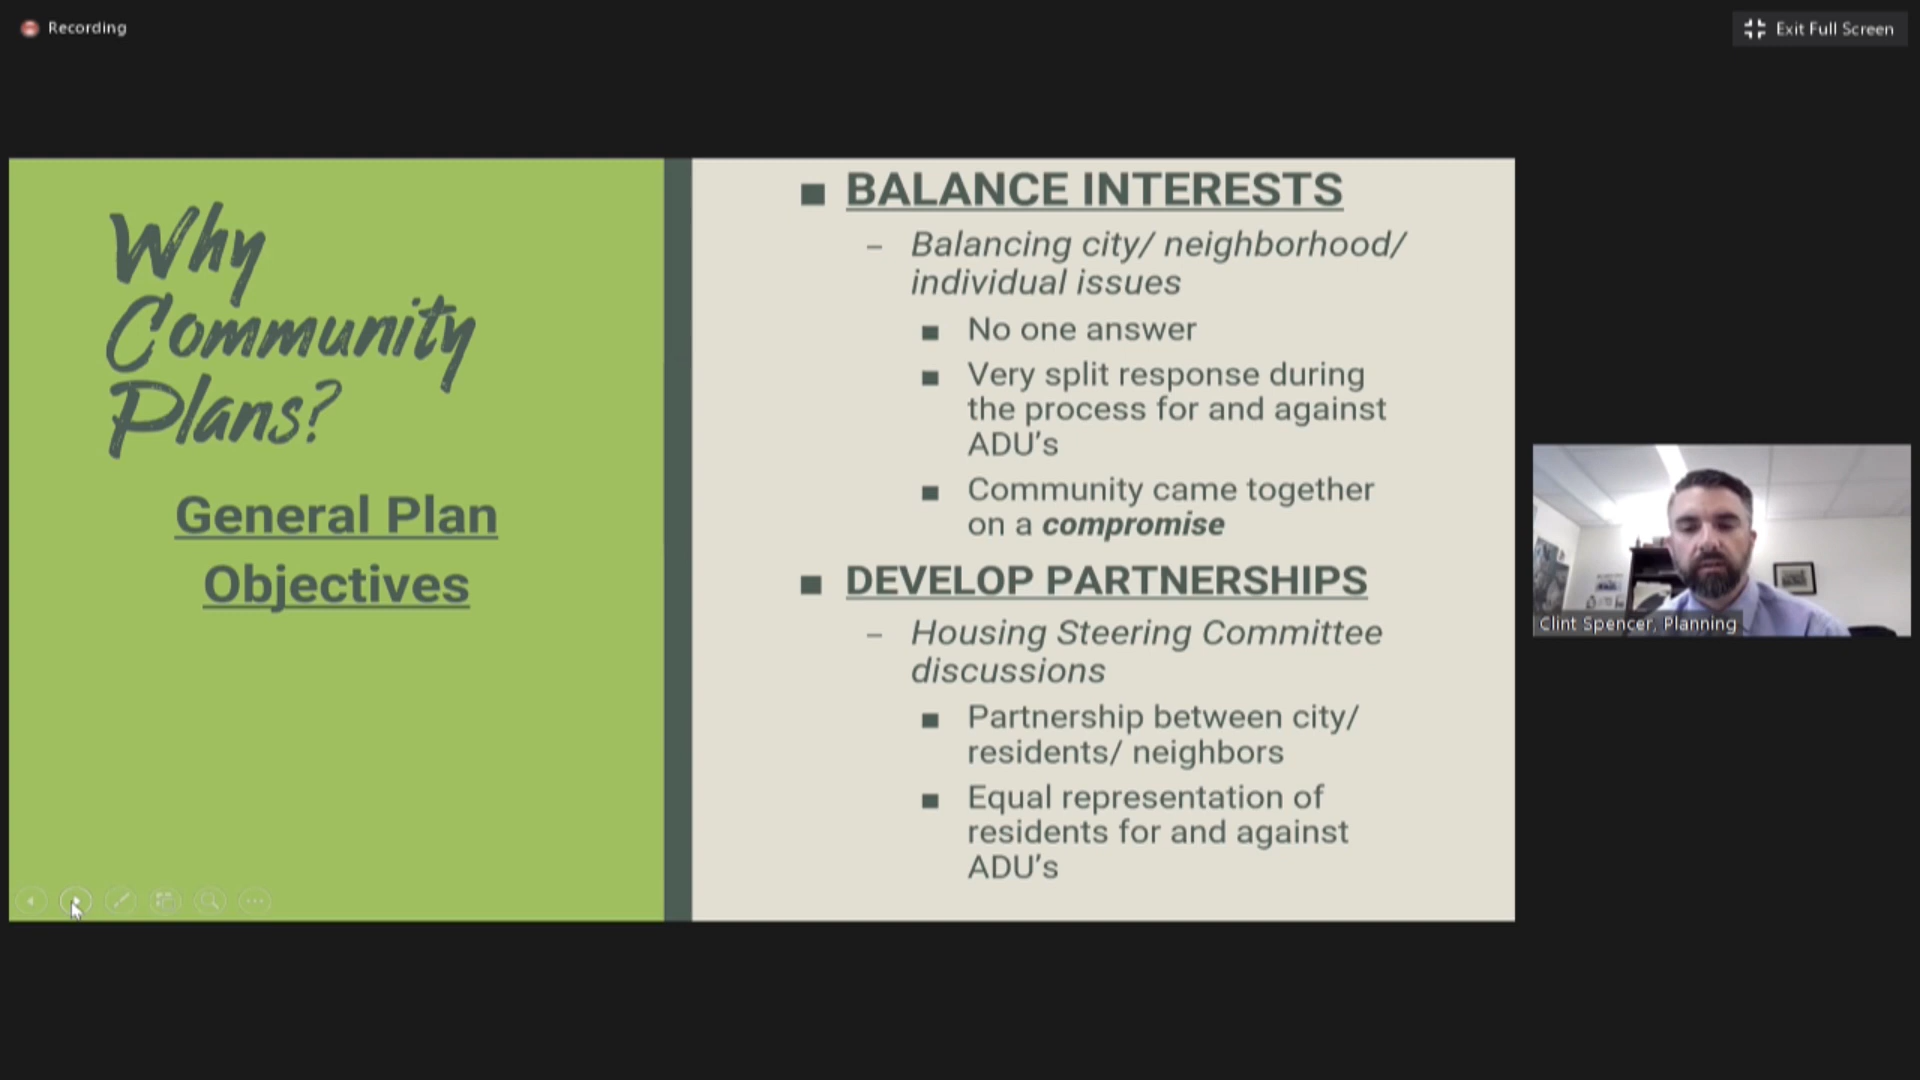 Recording
Exit Full Screen
Why
Community
Plans?
General Plan
Objectives
BALANCE INTERESTS
– Balancing city/ neighborhood/
individual issues
No one answer
Very split response during
the process for and against
ADU's
Community came together
on a compromise
DEVELOP PARTNERSHIPS
– Housing Steering Committee
discussions
Partnership between city/
residents/ neighbors
Equal representation of
residents for and against
ADU's
Clint Spencer, Planning